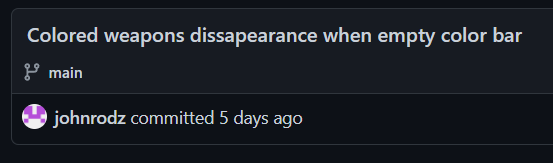 Colored weapons dissapearance when empty color bar
main
johnrodz committed 5 days ago